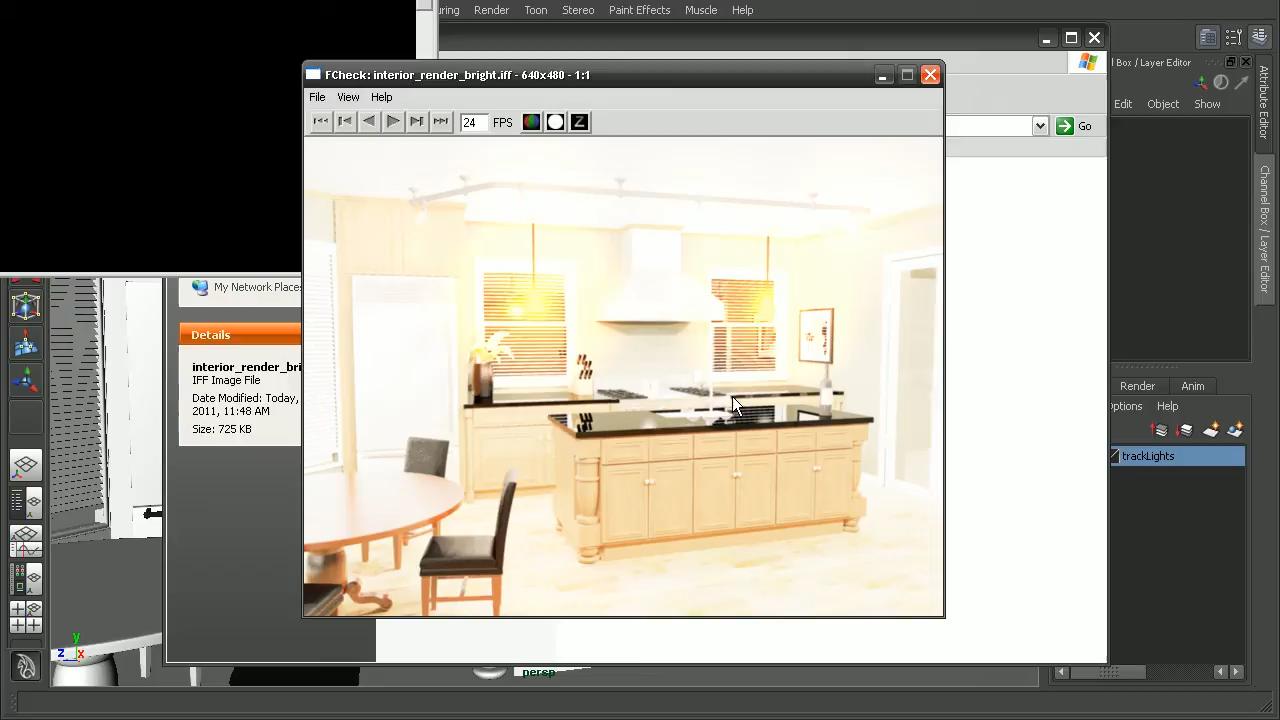 uring Render Toon Stereo Paint Effects Muscle Help
FCheck: interior_render_bright.iff - 640x480 - 1:1
File View Help
24 FPS
Z
Go
l Box / Layer Editor
Edit Object Show
Attribute Editor
Channel Box / Layer Editor
My Network Place
Details
interior_render_bri
IFF Image File
Date Modified: Today,
2011, 11:48 AM
Size: 725 KB
Render Anim
Options Help
trackLights
y
z x
persp